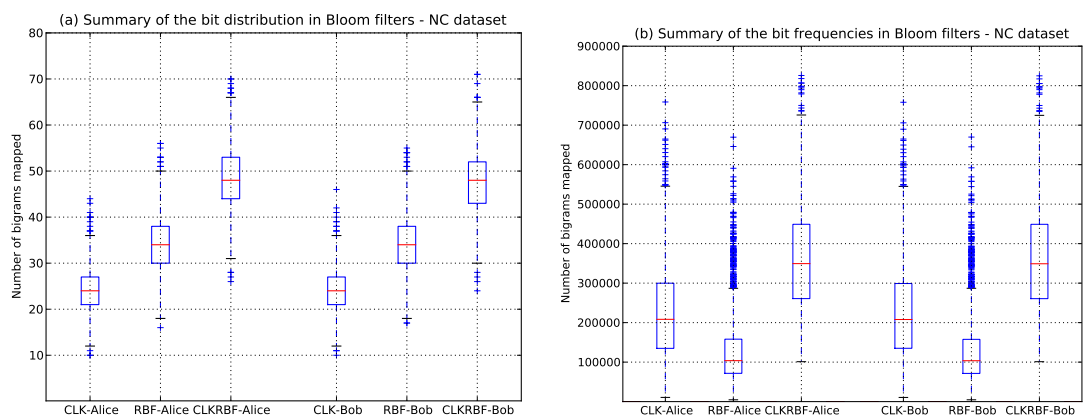 (a) Summary of the bit distribution in Bloom filters - NC dataset
80
70
60
50
40
30
20
10
Number of bigrams mapped
CLK-Alice RBF-Alice CLKRBF-Alice CLK-Bob RBF-Bob CLKRBF-Bob
(b) Summary of the bit frequencies in Bloom filters - NC dataset
900000
800000
700000
600000
500000
400000
300000
200000
100000
Number of bigrams mapped
CLK-Alice RBF-Alice CLKRBF-Alice CLK-Bob RBF-Bob CLKRBF-Bob